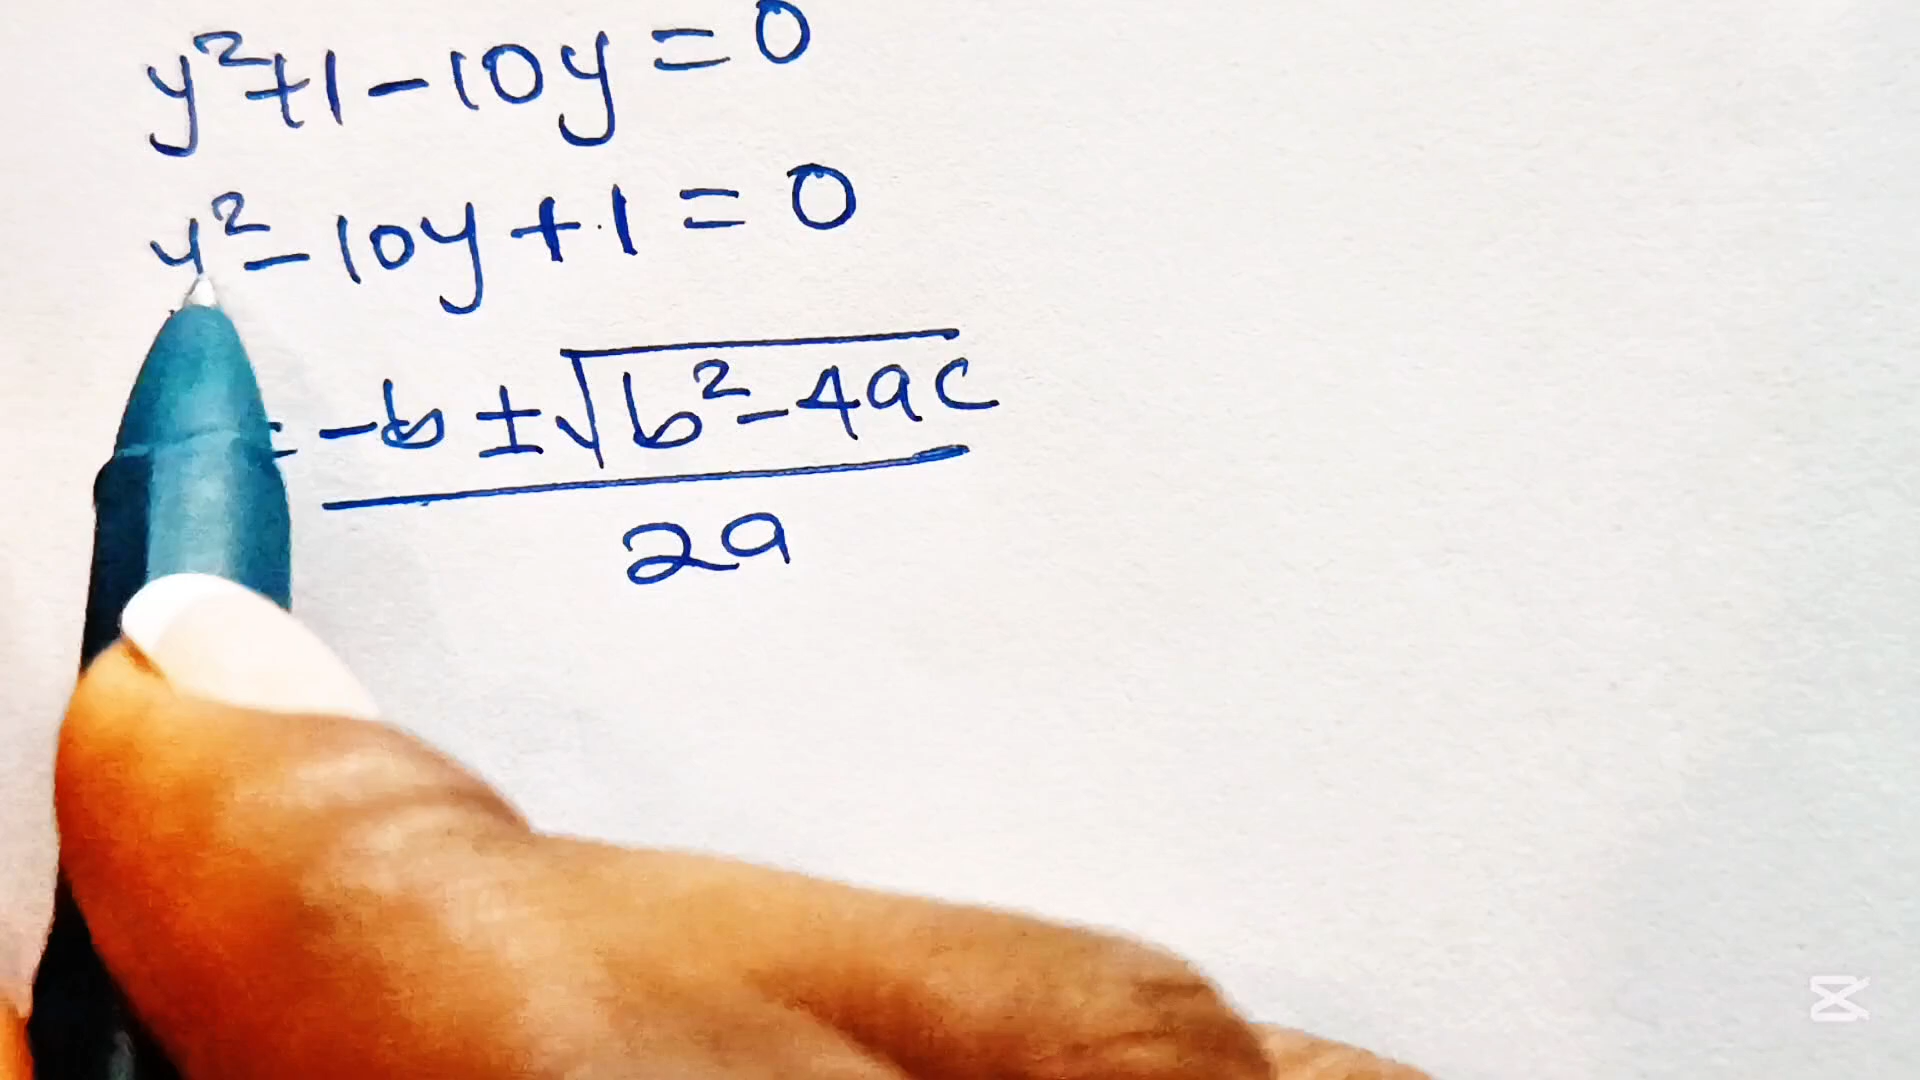 y²+1-10y=0
y²-10y+1=0
= -b±√b²-4ac
2a